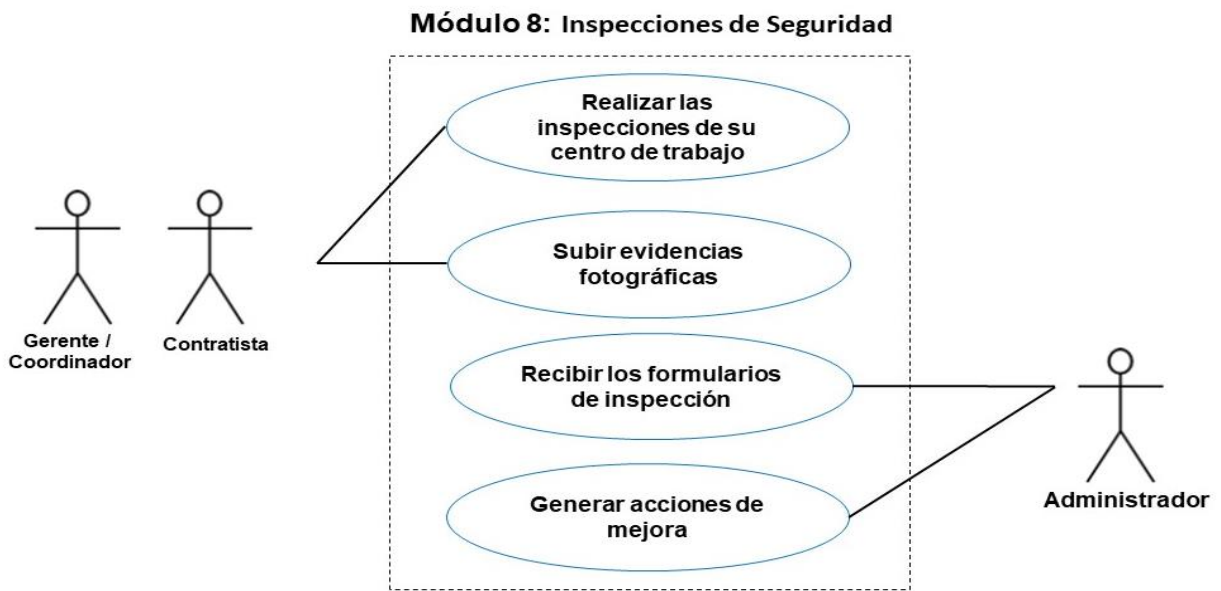 Módulo 8: Inspecciones de Seguridad
Realizar las
inspecciones de su
centro de trabajo
Subir evidencias
fotográficas
Gerente /
Coordinador
Contratista
Recibir los formularios
de inspección
Generar acciones de
mejora
Administrador